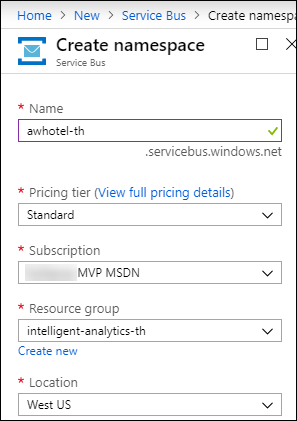 Home > New > Service Bus > Create namesp
Create namespace
Service Bus
* Name
awhotel-th
.servicebus.windows.net
* Pricing tier (View full pricing details)
Standard
* Subscription
MVP MSDN
* Resource group
intelligent-analytics-th
Create new
* Location
West US